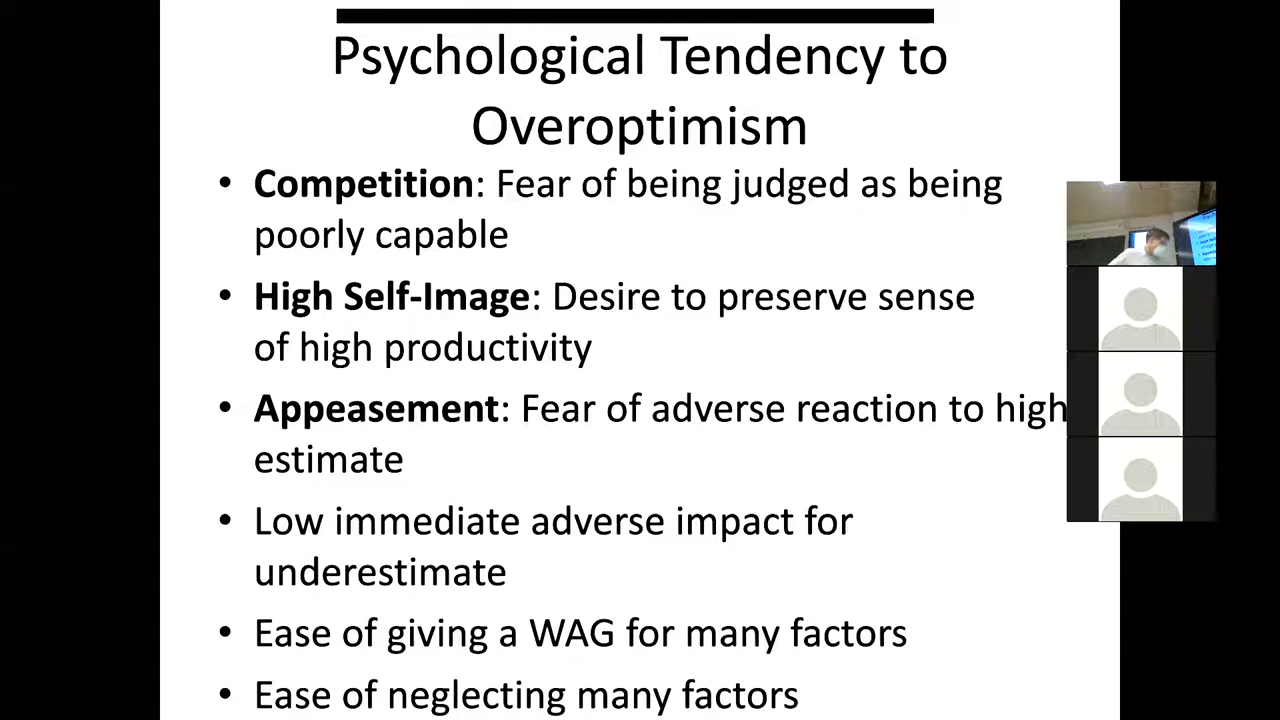 Psychological Tendency to
Overoptimism
• Competition: Fear of being judged as being
poorly capable
• High Self-Image: Desire to preserve sense
of high productivity
• Appeasement: Fear of adverse reaction to high
estimate
• Low immediate adverse impact for
underestimate
• Ease of giving a WAG for many factors
• Ease of neglecting many factors